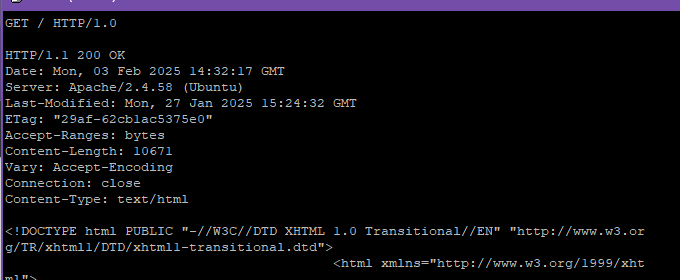 GET / HTTP/1.0

HTTP/1.1 200 OK
Date: Mon, 03 Feb 2025 14:32:17 GMT
Server: Apache/2.4.58 (Ubuntu)
Last-Modified: Mon, 27 Jan 2025 15:24:32 GMT
ETag: "29af-62cb1ac5375e0"
Accept-Ranges: bytes
Content-Length: 10671
Vary: Accept-Encoding
Connection: close
Content-Type: text/html

<!DOCTYPE html PUBLIC "-//W3C//DTD XHTML 1.0 Transitional//EN" "http://www.w3.or
g/TR/xhtml1/DTD/xhtml1-transitional.dtd">
<html xmlns="http://www.w3.org/1999/xht
ml">